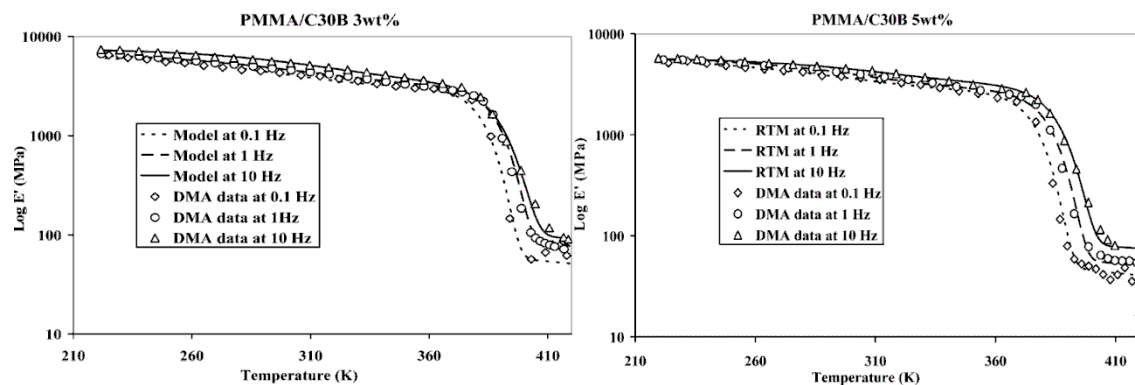 PMMA/C30B 3wt%
10000
1000
100
10
Log E' (MPa)
Model at 0.1 Hz
Model at 1 Hz
Model at 10 Hz
DMA data at 0.1 Hz
DMA data at 1Hz
DMA data at 10 Hz
210 260 310 360 410
Temperature (K)
PMMA/C30B 5wt%
10000
1000
100
10
Log E' (MPa)
RTM at 0.1 Hz
RTM at 1 Hz
RTM at 10 Hz
DMA data at 0.1 Hz
DMA data at 1 Hz
DMA data at 10 Hz
210 260 310 360 410
Temperature (K)